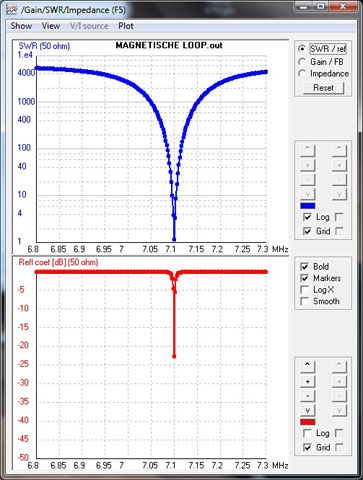 /Gain/SWR/Impedance (F5)
Show View V/I source Plot
SWR (50 ohm) MAGNETISCHE LOOP.out
1.e4
4000
1000
400
100
40
10
4
1
6.8 6.85 6.9 6.95 7 7.05 7.1 7.15 7.2 7.25 7.3 MHz
Refl coef [dB] (50 ohm)
-5
-10
-15
-20
-25
-30
-35
-40
-45
-50
6.8 6.85 6.9 6.95 7 7.05 7.1 7.15 7.2 7.25 7.3 MHz
SWR / ref
Gain / FB
Impedance
Reset
^ ^
+ +
- -
v v
Log
Grid
Bold
Markers
Log X
Smooth
^ ^
+ +
- -
v v
Log
Grid